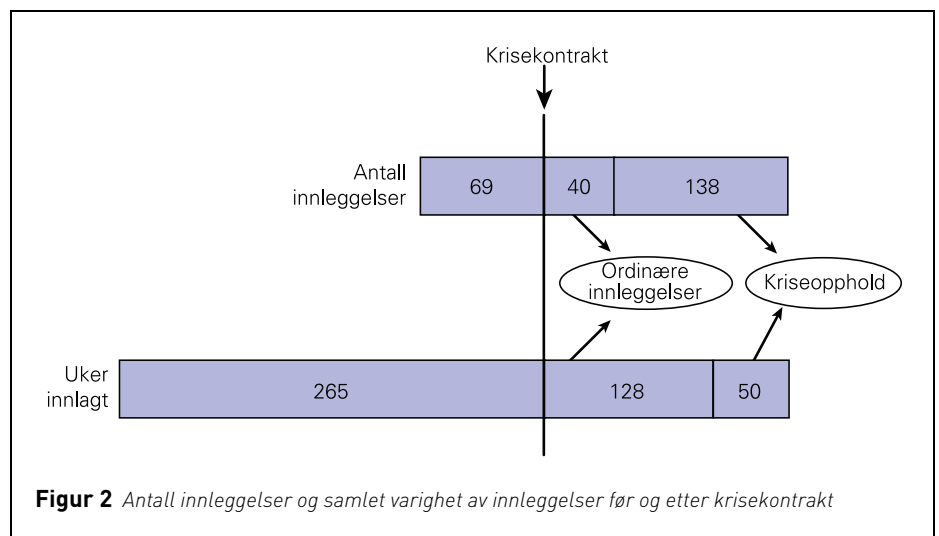 Krisekontrakt
Antall
innleggelser
69
40
138
Ordinære
innleggelser
Kriseopphold
Uker
innlagt
265
128
50
Figur 2 Antall innleggelser og samlet varighet av innleggelser før og etter krisekontrakt